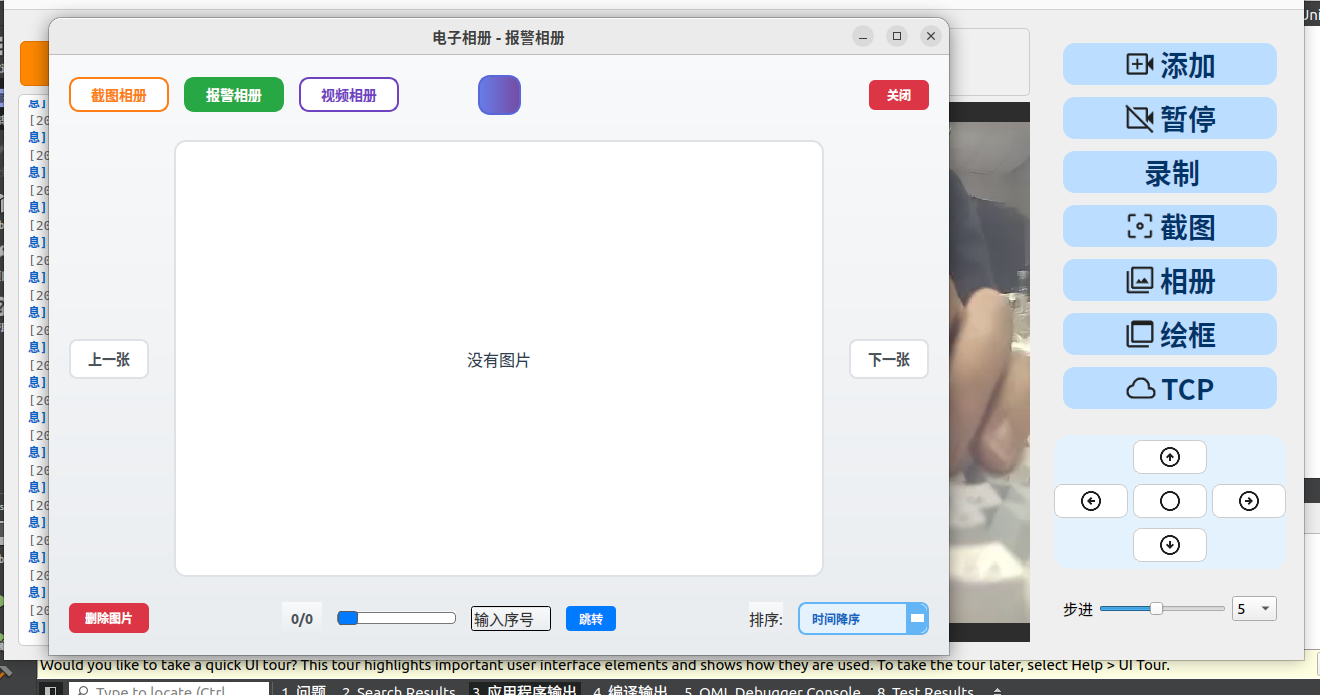 电子相册 - 报警相册
截图相册
报警相册
视频相册
关闭
上一张
没有图片
下一张
删除图片
0/0
输入序号
跳转
排序:
时间降序
添加
暂停
录制
截图
相册
绘框
TCP
步进
5
息]
[20
息]
[20
息]
[20
息]
[20
息]
[20
息]
[20
息]
[20
息]
[20
息]
[20
息]
[20
息]
[20
息]
[20
息]
[20
息]
[20
息]
[20
息]
Would you like to take a quick UI tour? This tour highlights important user interface elements and shows how they are used. To take the tour later, select Help > UI Tour.
Type to locate (Ctrl
1 问题
2 Search Results
3 应用程序输出
4 编译输出
5 QML Debugger Console
8 Test Results